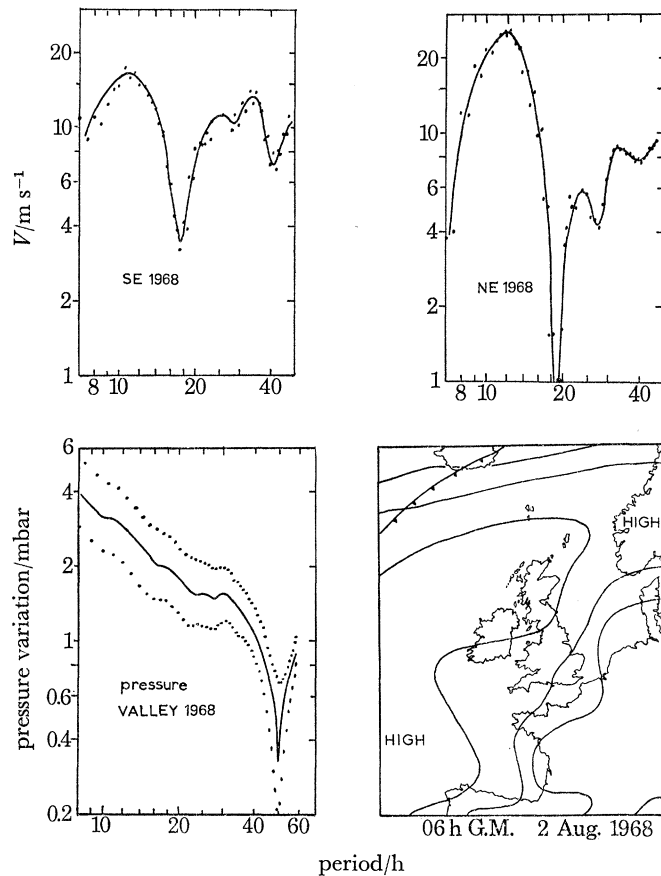 V/m s⁻¹
20
10
6
4
2
1
SE 1968
8 10 20 40
20
10
8
6
4
2
1
NE 1968
8 10 20 40
pressure variation/mbar
6
4
2
1
0.6
0.4
0.2
pressure
VALLEY 1968
10 20 40 60
HIGH
HIGH
06h G.M. 2 Aug. 1968
period/h